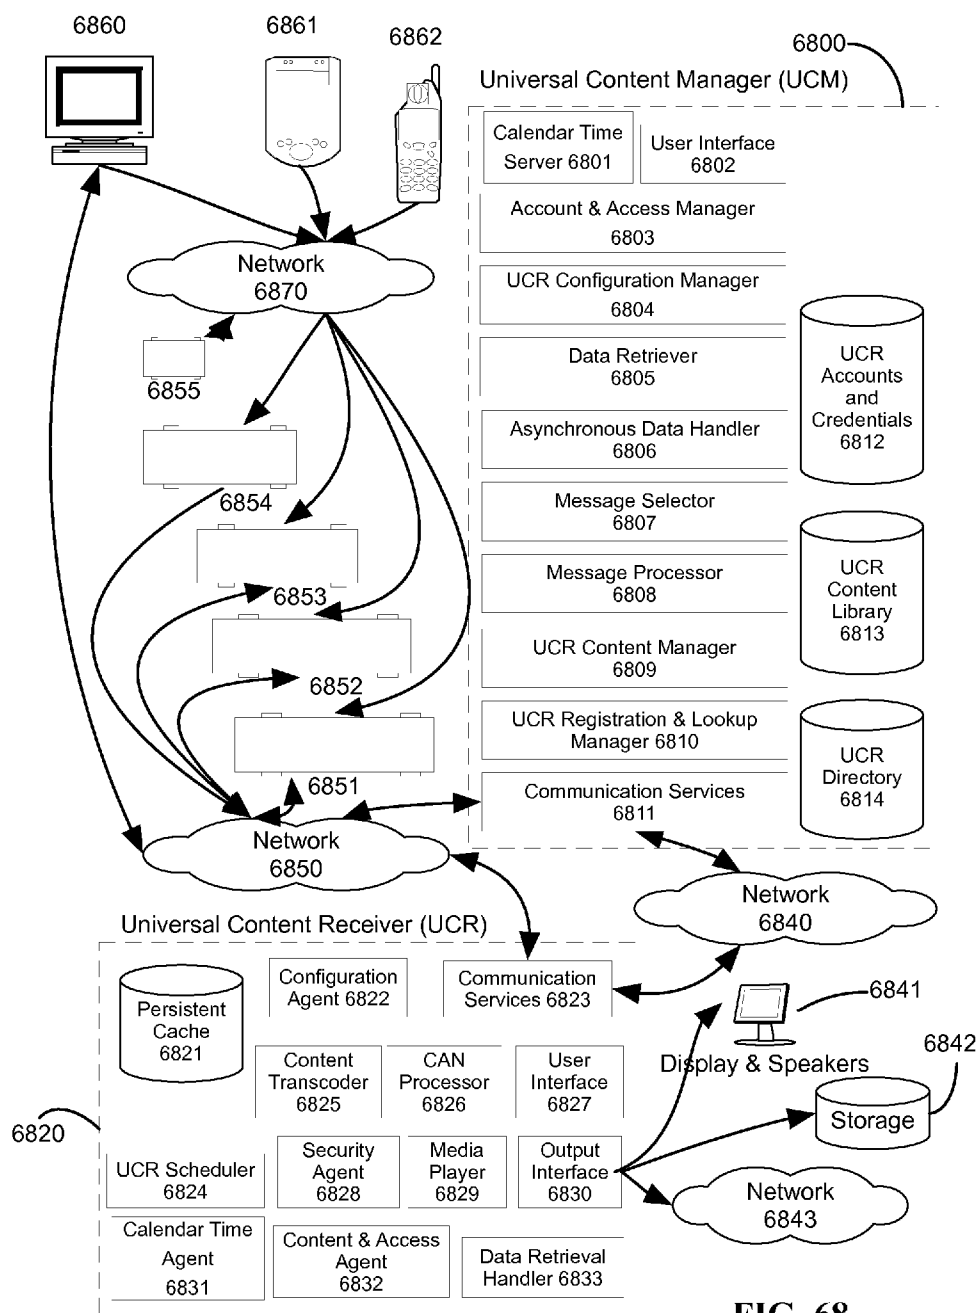 6860
6861
6862
6800
Universal Content Manager (UCM)
Calendar Time
Server 6801
User Interface
6802
Account & Access Manager
6803
UCR Configuration Manager
6804
Data Retriever
6805
Asynchronous Data Handler
6806
Message Selector
6807
Message Processor
6808
UCR Content Manager
6809
UCR Registration & Lookup
Manager 6810
Communication Services
6811
UCR
Accounts
and
Credentials
6812
UCR
Content
Library
6813
UCR
Directory
6814
Network
6870
6855
6854
6853
6852
6851
Network
6850
Network
6840
Universal Content Receiver (UCR)
Persistent
Cache
6821
Configuration
Agent 6822
Communication
Services 6823
6841
Display & Speakers
6842
Storage
Content
Transcoder
6825
CAN
Processor
6826
User
Interface
6827
6820
UCR Scheduler
6824
Security
Agent
6828
Media
Player
6829
Output
Interface
6830
Network
6843
Calendar Time
Agent
6831
Content & Access
Agent
6832
Data Retrieval
Handler 6833
FIG. 68